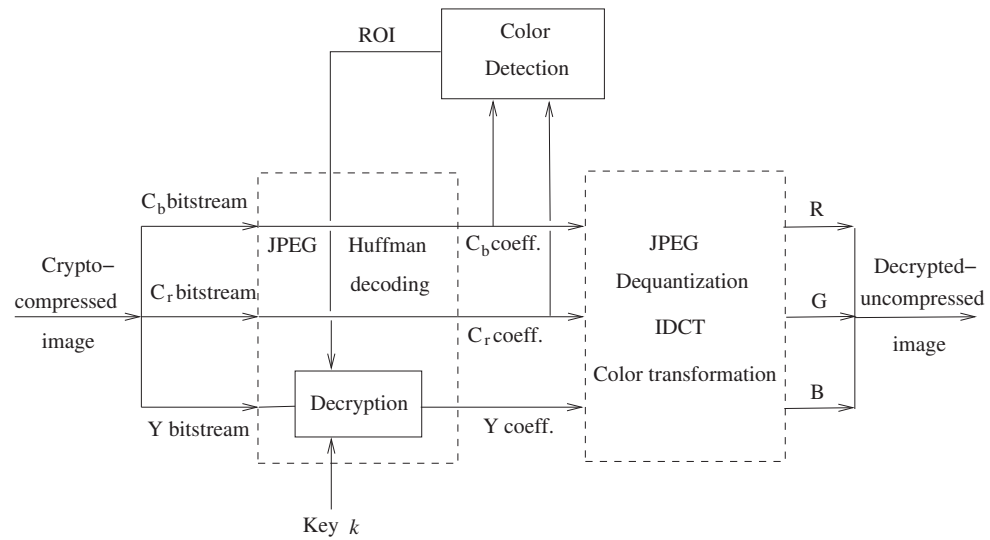 ROI
Color
Detection
C_b bitstream
JPEG Huffman
decoding
C_b coeff.
JPEG
Dequantization
IDCT
Color transformation
R
Crypto-
compressed
image
C_r bitstream
C_r coeff.
G
Decrypted-
uncompressed
image
Y bitstream
Decryption
Y coeff.
B
Key k